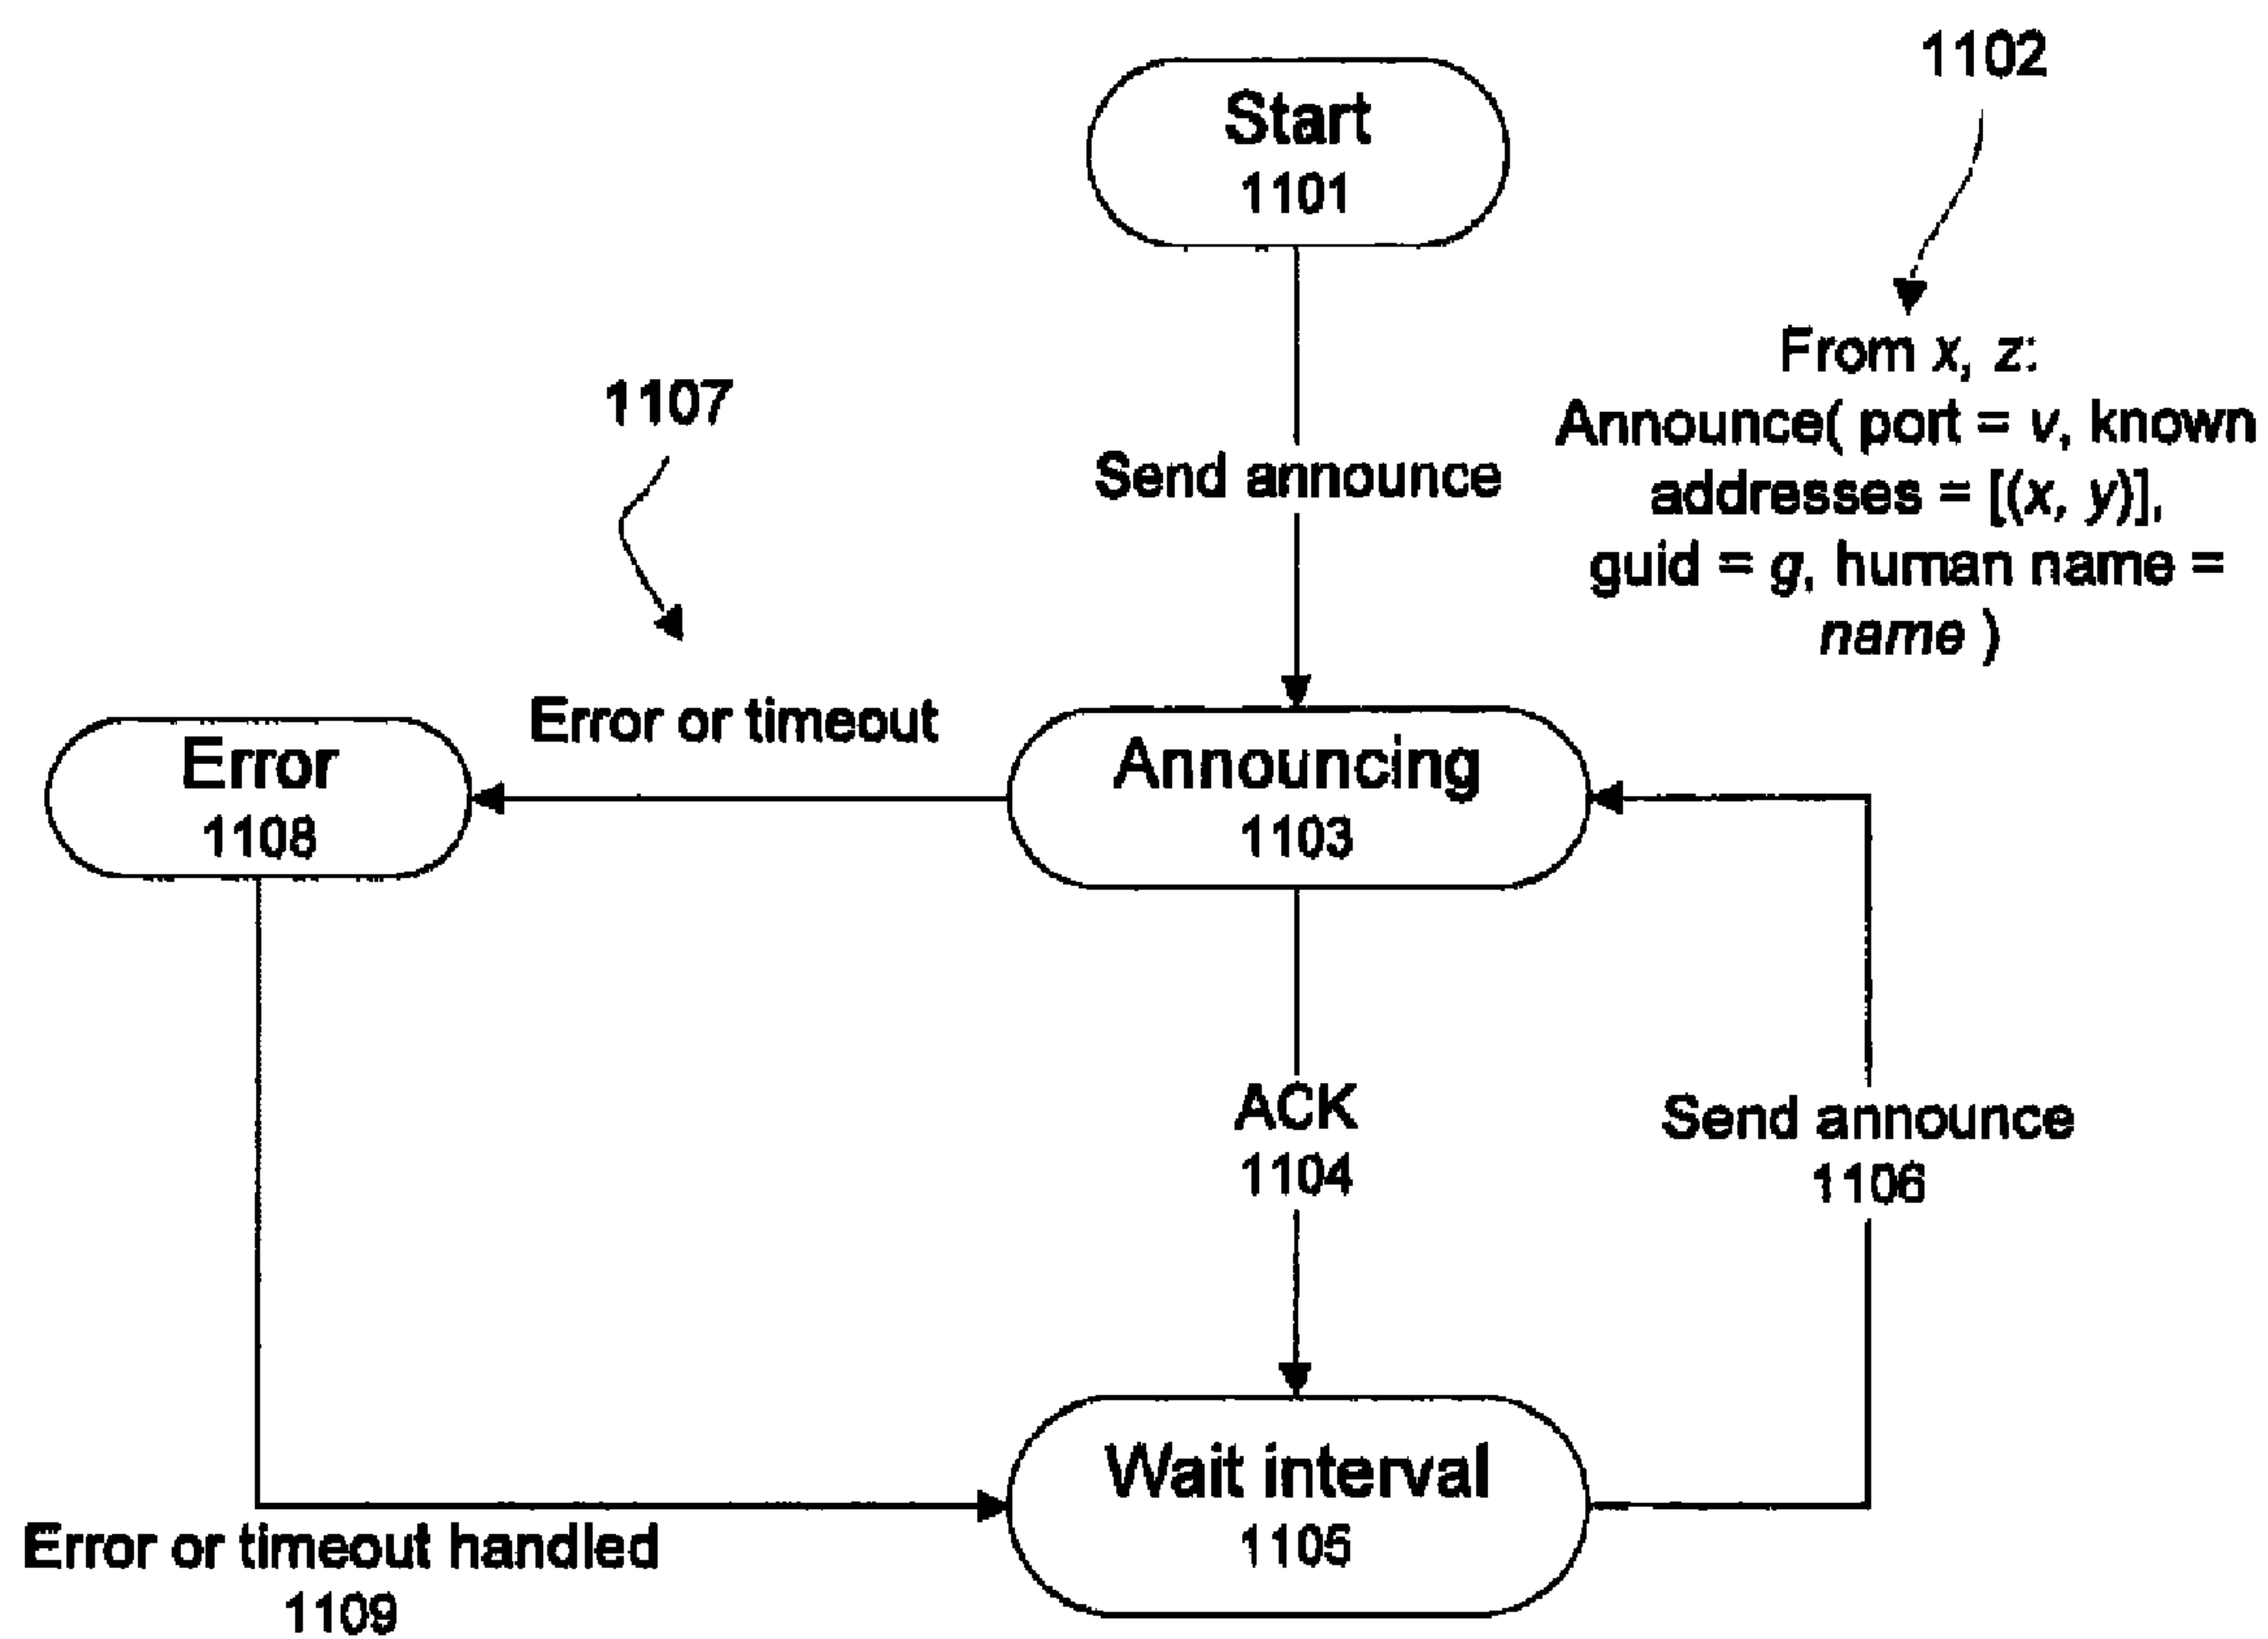 1102
Start
1101
From x, z:
Announce( port = v, known
addresses = [(x, y)],
guid = g, human name =
name )
1107
Send announce
Error or timeout
Error
1108
Announcing
1103
ACK
1104
Send announce
1106
Wait interval
1105
Error or timeout handled
1109